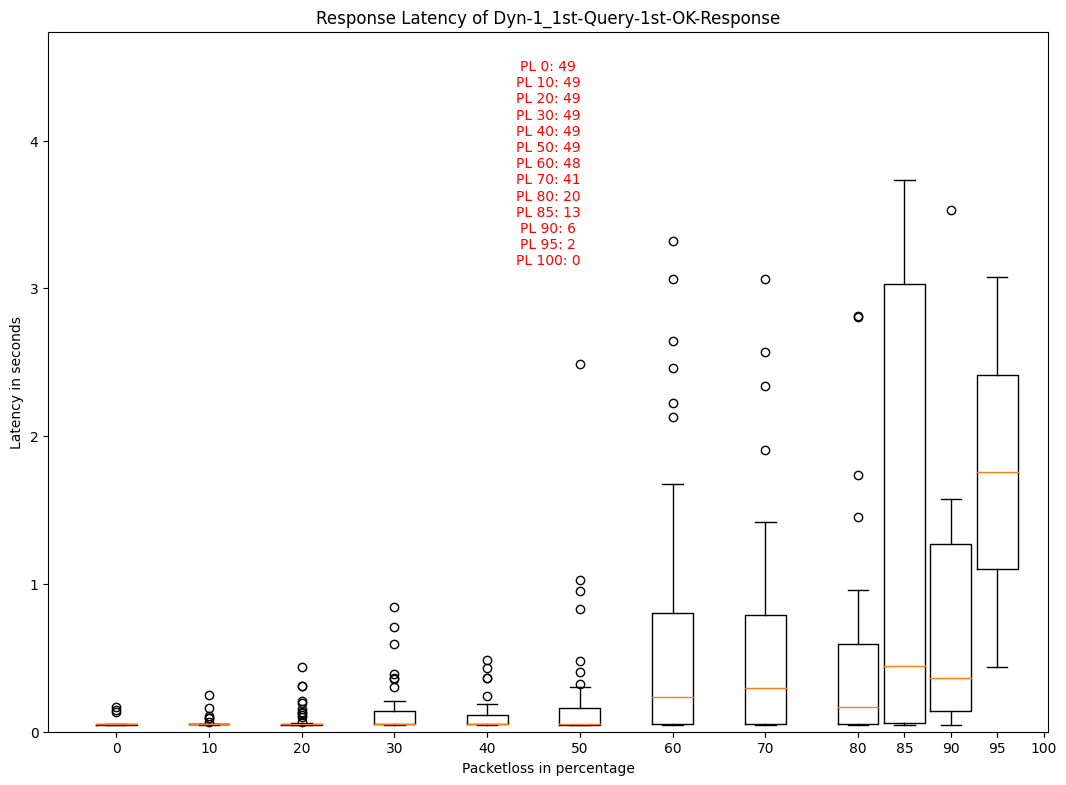 Response Latency of Dyn-1_1st-Query-1st-OK-Response
PL 0: 49
PL 10: 49
PL 20: 49
PL 30: 49
PL 40: 49
PL 50: 49
PL 60: 48
PL 70: 41
PL 80: 20
PL 85: 13
PL 90: 6
PL 95: 2
PL 100: 0
Latency in seconds
4
3
2
1
0
0 10 20 30 40 50 60 70 80 85 90 95 100
Packetloss in percentage